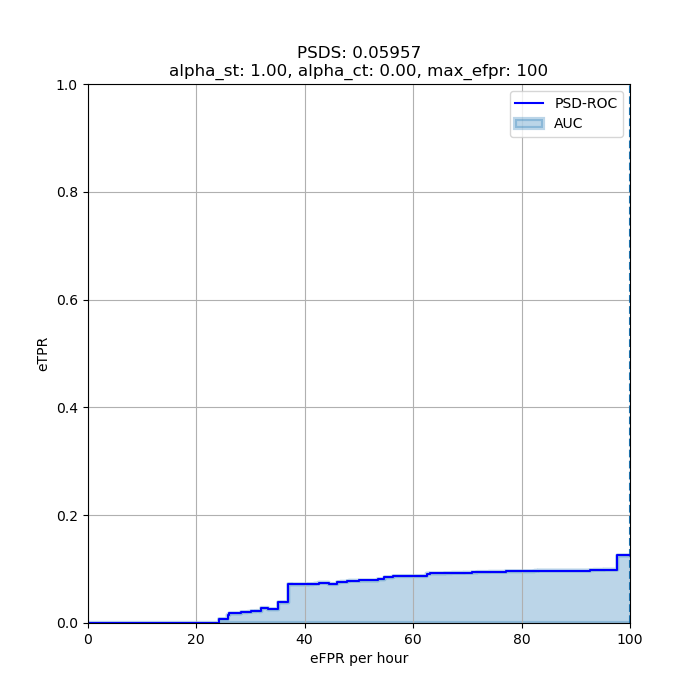 PSDS: 0.05957
alpha_st: 1.00, alpha_ct: 0.00, max_efpr: 100
PSD-ROC
AUC
1.0
0.8
0.6
0.4
0.2
0.0
eTPR
0 20 40 60 80 100
eFPR per hour